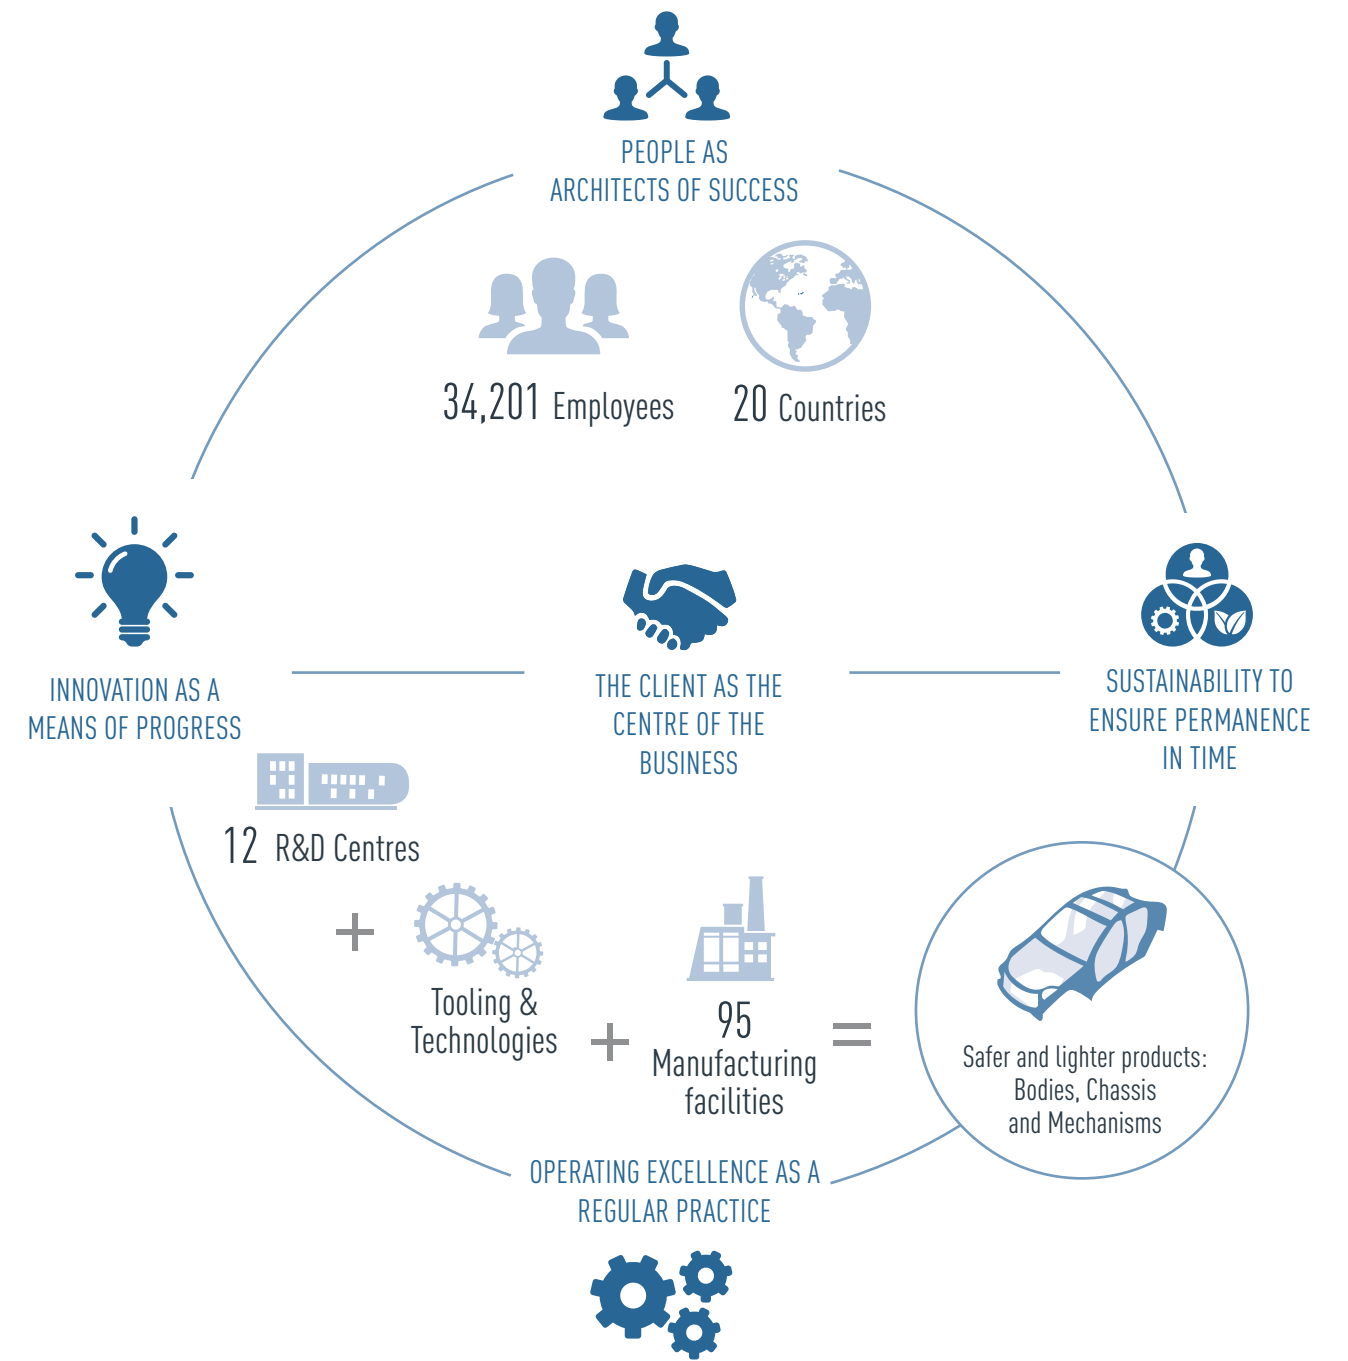 PEOPLE AS
ARCHITECTS OF SUCCESS
34,201 Employees
20 Countries
INNOVATION AS A
MEANS OF PROGRESS
THE CLIENT AS THE
CENTRE OF THE
BUSINESS
SUSTAINABILITY TO
ENSURE PERMANENCE
IN TIME
12 R&D Centres
+
Tooling &
Technologies
+
95
Manufacturing
facilities
=
Safer and lighter products:
Bodies, Chassis
and Mechanisms
OPERATING EXCELLENCE AS A
REGULAR PRACTICE